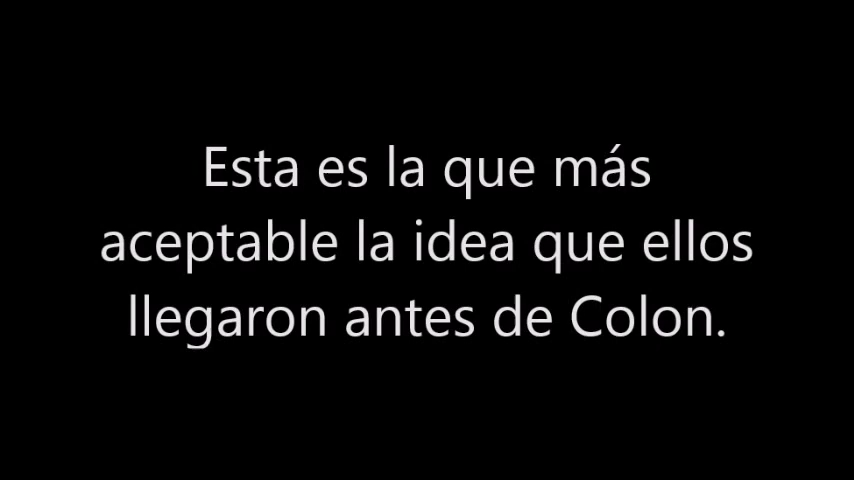 Esta es la que más
aceptable la idea que ellos
llegaron antes de Colon.